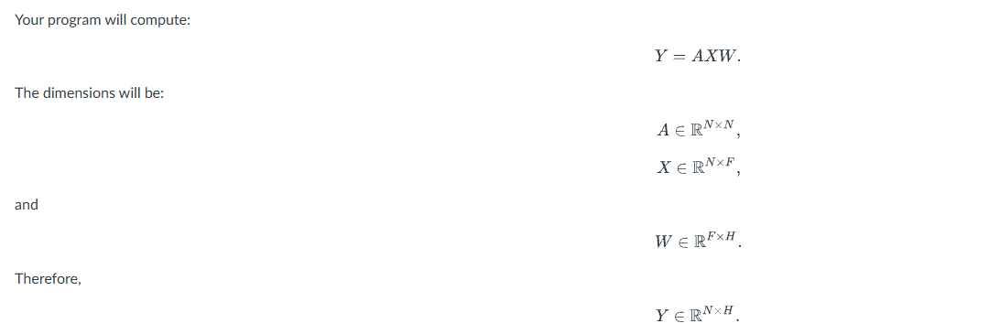 Your program will compute:
Y = AXW.
The dimensions will be:
A ∈ ℝ^{N×N},
X ∈ ℝ^{N×F},
and
W ∈ ℝ^{F×H}.
Therefore,
Y ∈ ℝ^{N×H}.